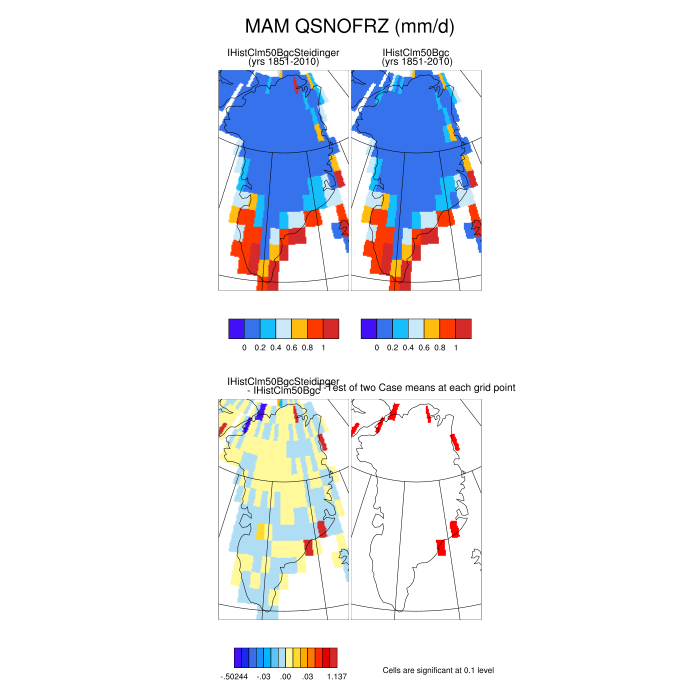 MAM QSNOFRZ (mm/d)
IHistClm50BgcSteidinger
(yrs 1851-2010)
IHistClm50Bgc
(yrs 1851-2010)
0 0.2 0.4 0.6 0.8 1
0 0.2 0.4 0.6 0.8 1
IHistClm50BgcSteidinger
- IHistClm50Bgc
T-Test of two Case means at each grid point
-.50244 -.03 .00 .03 1.137
Cells are significant at 0.1 level